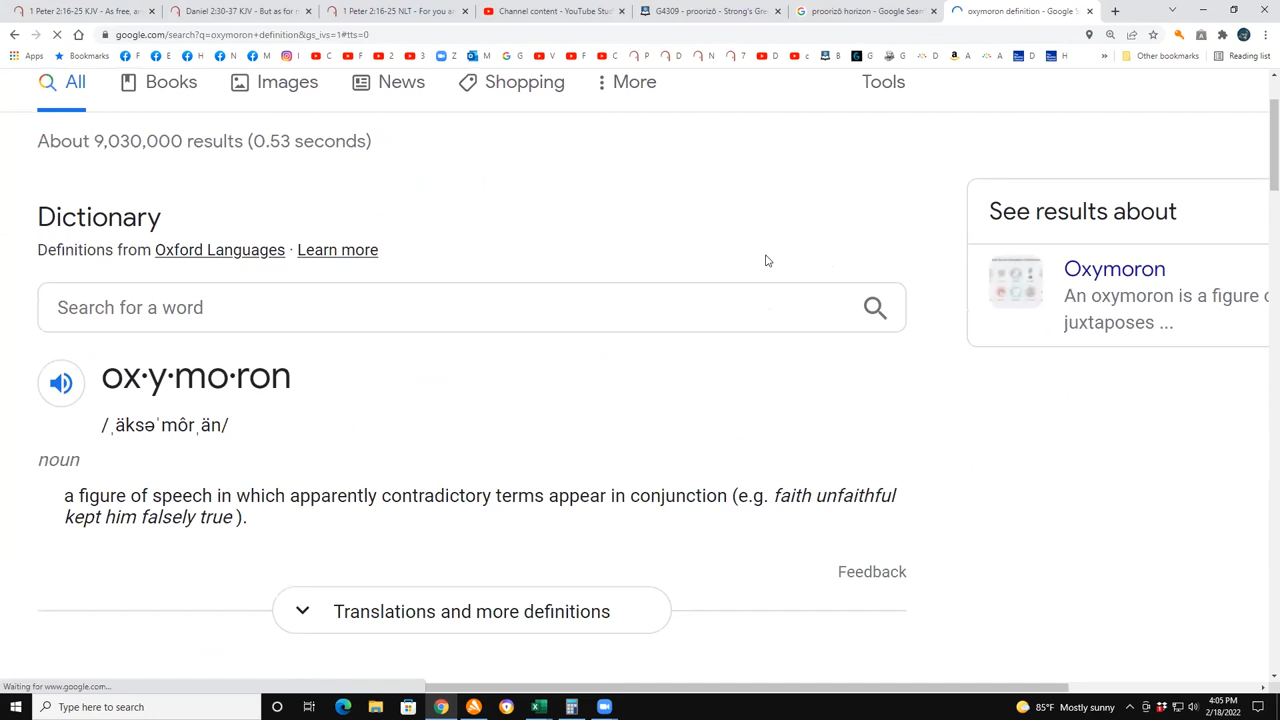 1 Peter 2:16-25 KJV - As free, an
Daniel 2:30-37 KJV - But as for m
1 Peter 2:16-25 NLT - For you a
Channel content - YouTube Stud
G4309 - proorizō - Strong's Gree
proorizō horizon - Google Sear
oxymoron definition - Google S
google.com/search?q=oxymoron+definition&gs_ivs=1#tts=0
Apps Bookmarks F E H N M I C F 2 3 Z M G V F C P D N 7 D c B G G D A A D H » Other bookmarks Reading list
All Books Images News Shopping More Tools
About 9,030,000 results (0.53 seconds)
Dictionary
Definitions from Oxford Languages · Learn more
Search for a word
ox·y·mo·ron
/ˌäksəˈmôrˌän/
noun
a figure of speech in which apparently contradictory terms appear in conjunction (e.g. faith unfaithful
kept him falsely true ).
Feedback
Translations and more definitions
See results about
Oxymoron
An oxymoron is a figure o
juxtaposes ...
Waiting for www.google.com...
Type here to search
85°F Mostly sunny
4:05 PM
2/18/2022